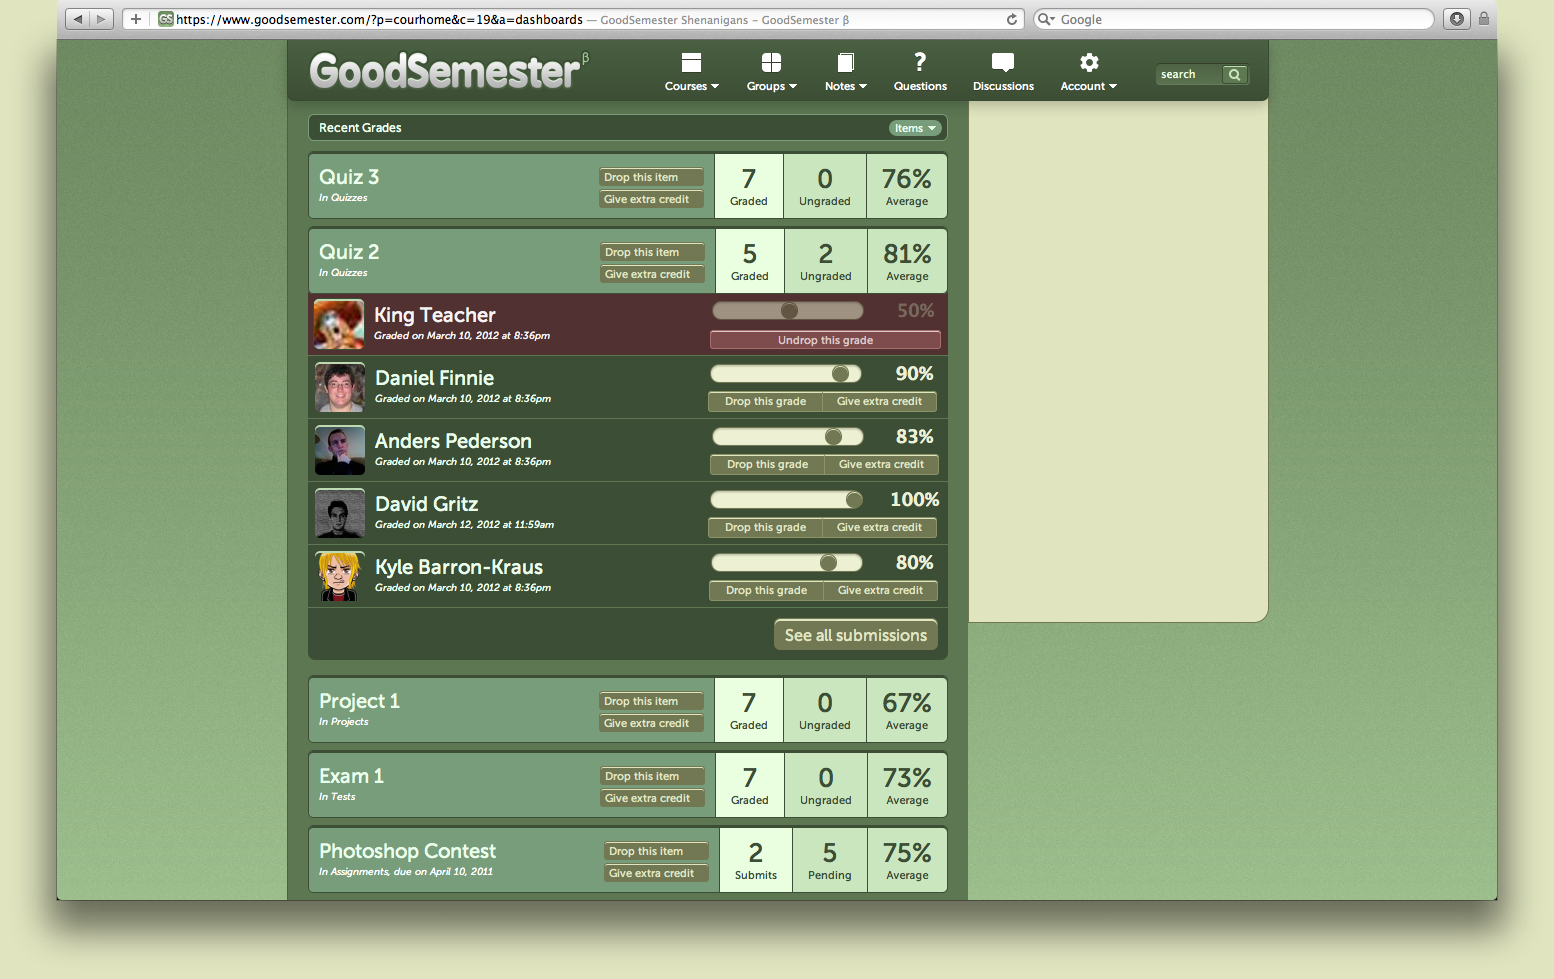 GS https://www.goodsemester.com/?p=courhome&c=19&a=dashboards — GoodSemester Shenanigans – GoodSemester β
Google
GoodSemester β
Courses
Groups
Notes
Questions
Discussions
Account
search
Recent Grades
Items
Quiz 3
In Quizzes
Drop this item
Give extra credit
7
Graded
0
Ungraded
76%
Average
Quiz 2
In Quizzes
Drop this item
Give extra credit
5
Graded
2
Ungraded
81%
Average
King Teacher
Graded on March 10, 2012 at 8:36pm
50%
Undrop this grade
Daniel Finnie
Graded on March 10, 2012 at 8:36pm
90%
Drop this grade
Give extra credit
Anders Pederson
Graded on March 10, 2012 at 8:36pm
83%
Drop this grade
Give extra credit
David Gritz
Graded on March 12, 2012 at 11:59am
100%
Drop this grade
Give extra credit
Kyle Barron-Kraus
Graded on March 10, 2012 at 8:36pm
80%
Drop this grade
Give extra credit
See all submissions
Project 1
In Projects
Drop this item
Give extra credit
7
Graded
0
Ungraded
67%
Average
Exam 1
In Tests
Drop this item
Give extra credit
7
Graded
0
Ungraded
73%
Average
Photoshop Contest
In Assignments, due on April 10, 2011
Drop this item
Give extra credit
2
Submits
5
Pending
75%
Average